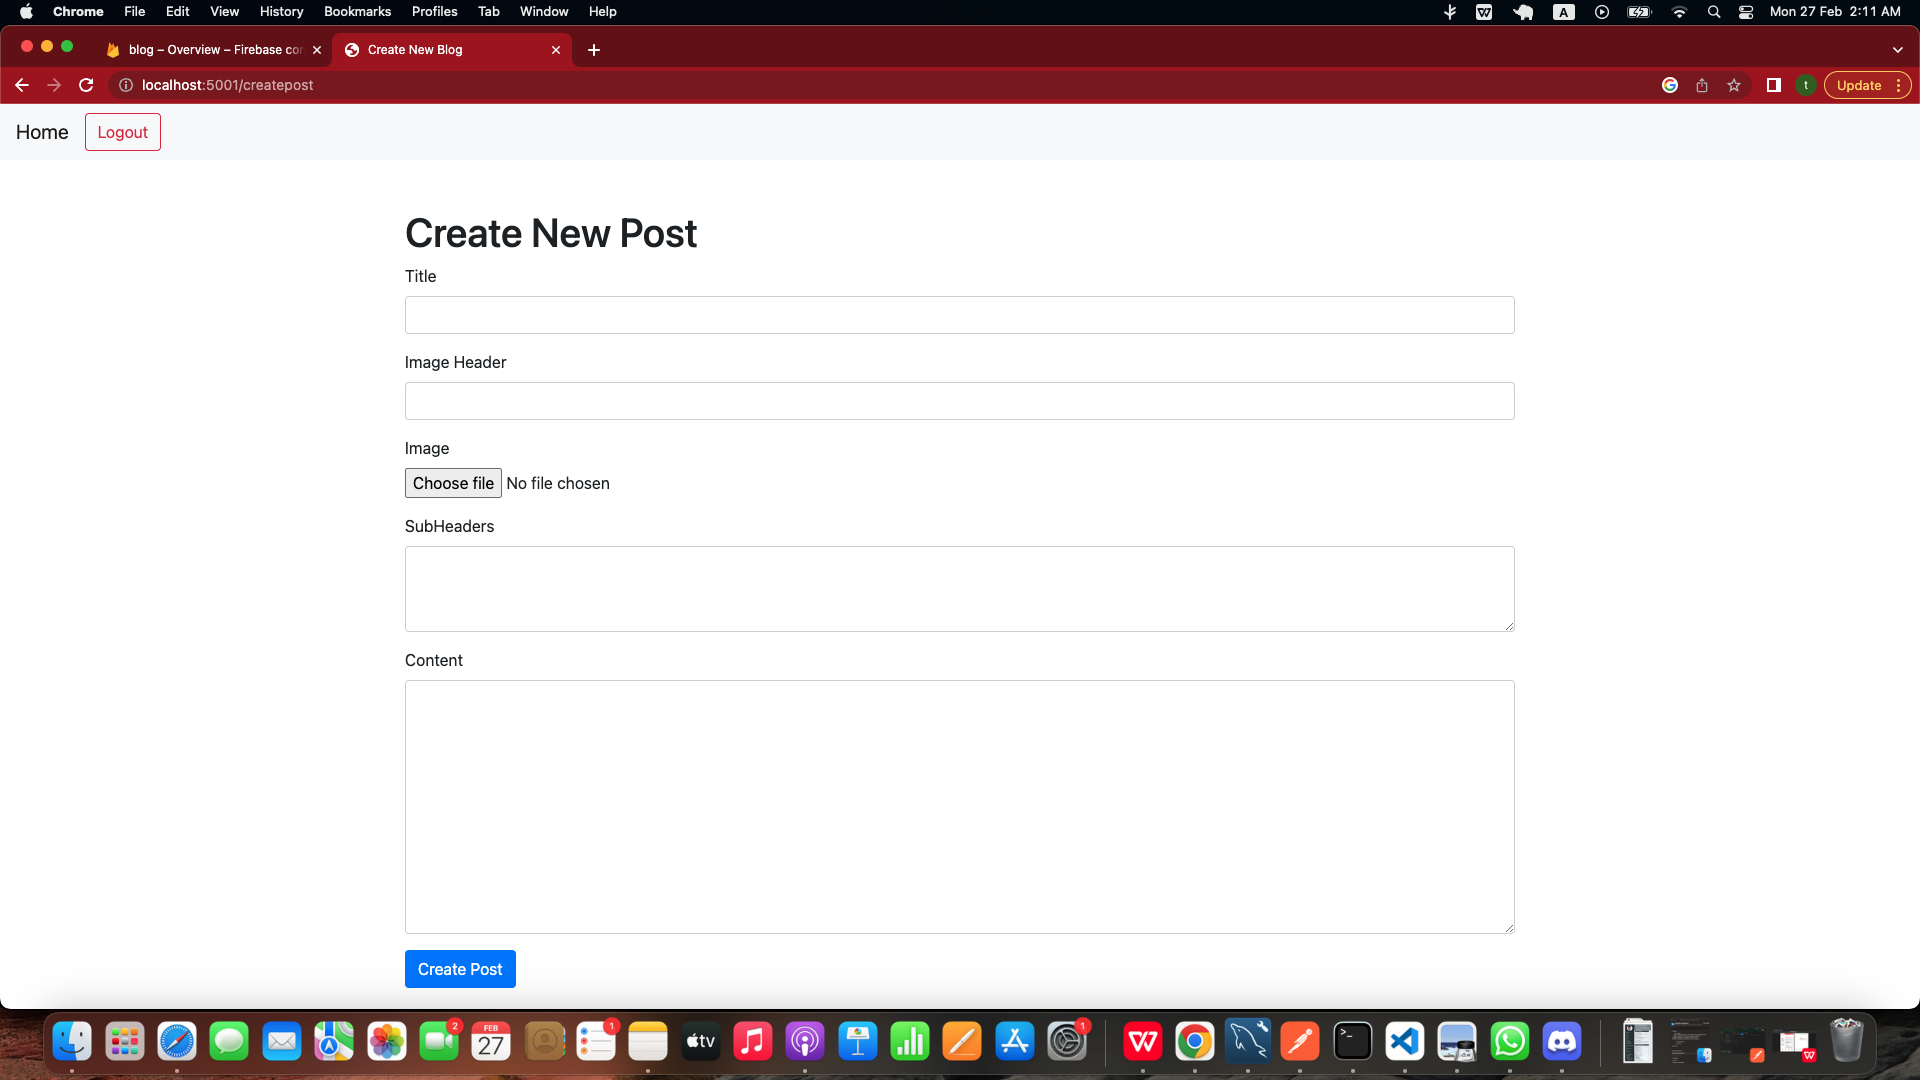 Chrome File Edit View History Bookmarks Profiles Tab Window Help A Mon 27 Feb 2:11 AM
blog – Overview – Firebase cor Create New Blog
localhost:5001/createpost t Update
Home Logout
Create New Post
Title
Image Header
Image
Choose file No file chosen
SubHeaders
Content
Create Post
2 FEB 27 1 tv 1